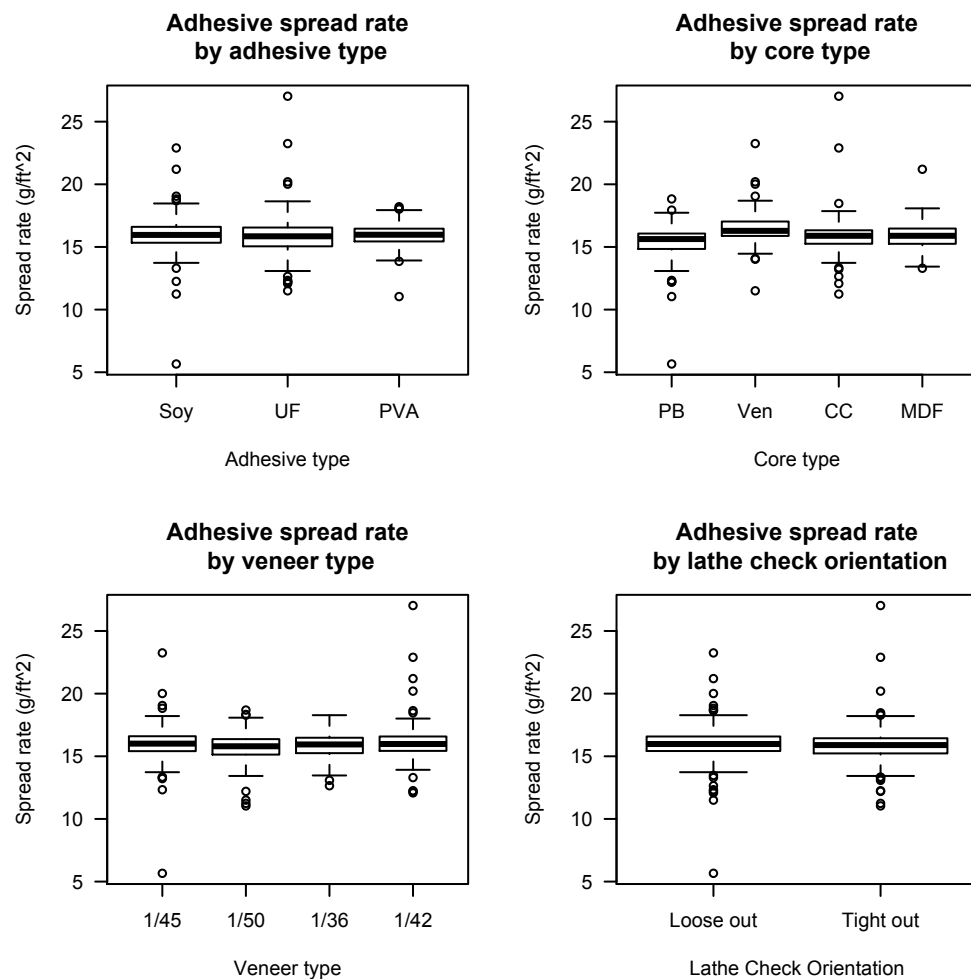 Adhesive spread rate
by adhesive type
Spread rate (g/ft^2)
25
20
15
10
5
Soy UF PVA
Adhesive type
Adhesive spread rate
by core type
Spread rate (g/ft^2)
25
20
15
10
5
PB Ven CC MDF
Core type
Adhesive spread rate
by veneer type
Spread rate (g/ft^2)
25
20
15
10
5
1/45 1/50 1/36 1/42
Veneer type
Adhesive spread rate
by lathe check orientation
Spread rate (g/ft^2)
25
20
15
10
5
Loose out Tight out
Lathe Check Orientation